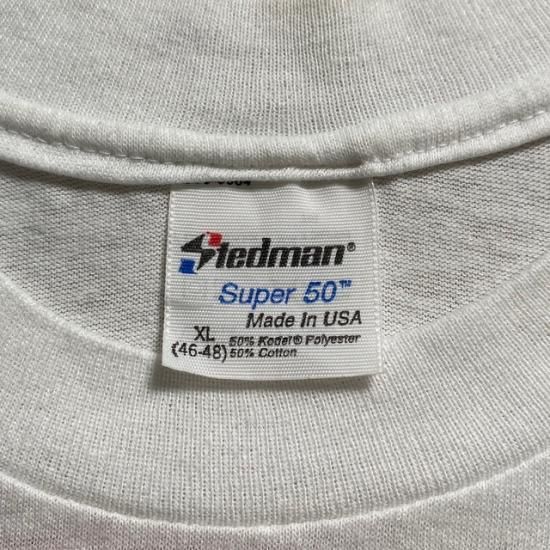 Stedman®
Super 50™
Made In USA
XL
(46-48)
50% Kodel® Polyester
50% Cotton